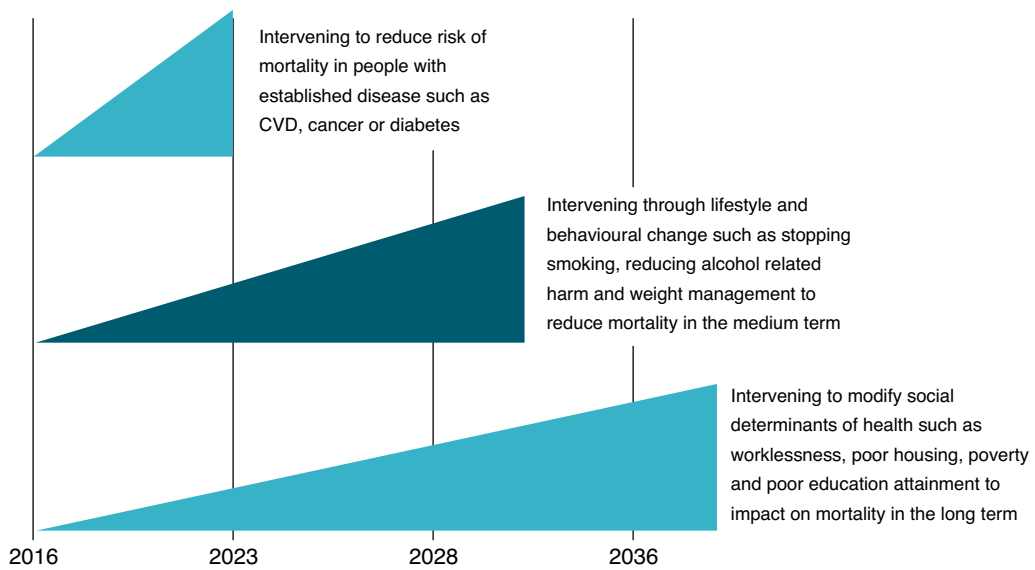 Intervening to reduce risk of
mortality in people with
established disease such as
CVD, cancer or diabetes
Intervening through lifestyle and
behavioural change such as stopping
smoking, reducing alcohol related
harm and weight management to
reduce mortality in the medium term
Intervening to modify social
determinants of health such as
worklessness, poor housing, poverty
and poor education attainment to
impact on mortality in the long term
2016 2023 2028 2036